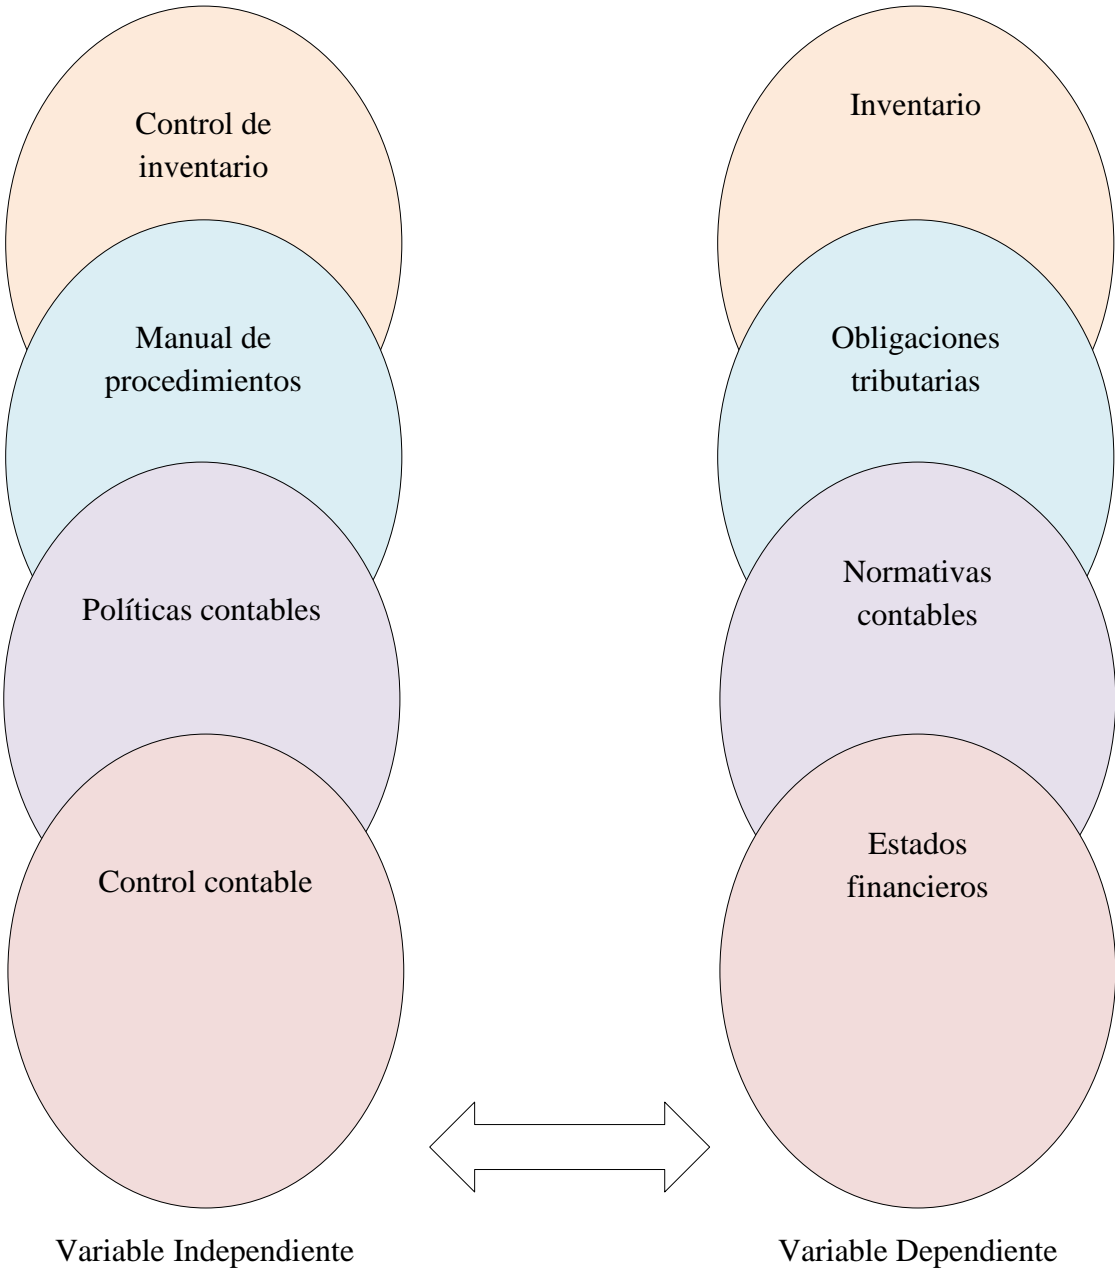 Control de
inventario
Manual de
procedimientos
Políticas contables
Control contable
Variable Independiente
Inventario
Obligaciones
tributarias
Normativas
contables
Estados
financieros
Variable Dependiente